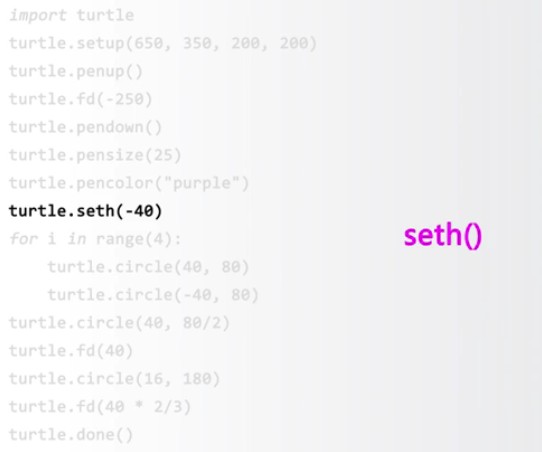 import turtle
turtle.setup(650, 350, 200, 200)
turtle.penup()
turtle.fd(-250)
turtle.pendown()
turtle.pensize(25)
turtle.pencolor("purple")
turtle.seth(-40)
seth()
for i in range(4):
    turtle.circle(40, 80)
    turtle.circle(-40, 80)
turtle.circle(40, 80/2)
turtle.fd(40)
turtle.circle(16, 180)
turtle.fd(40 * 2/3)
turtle.done()